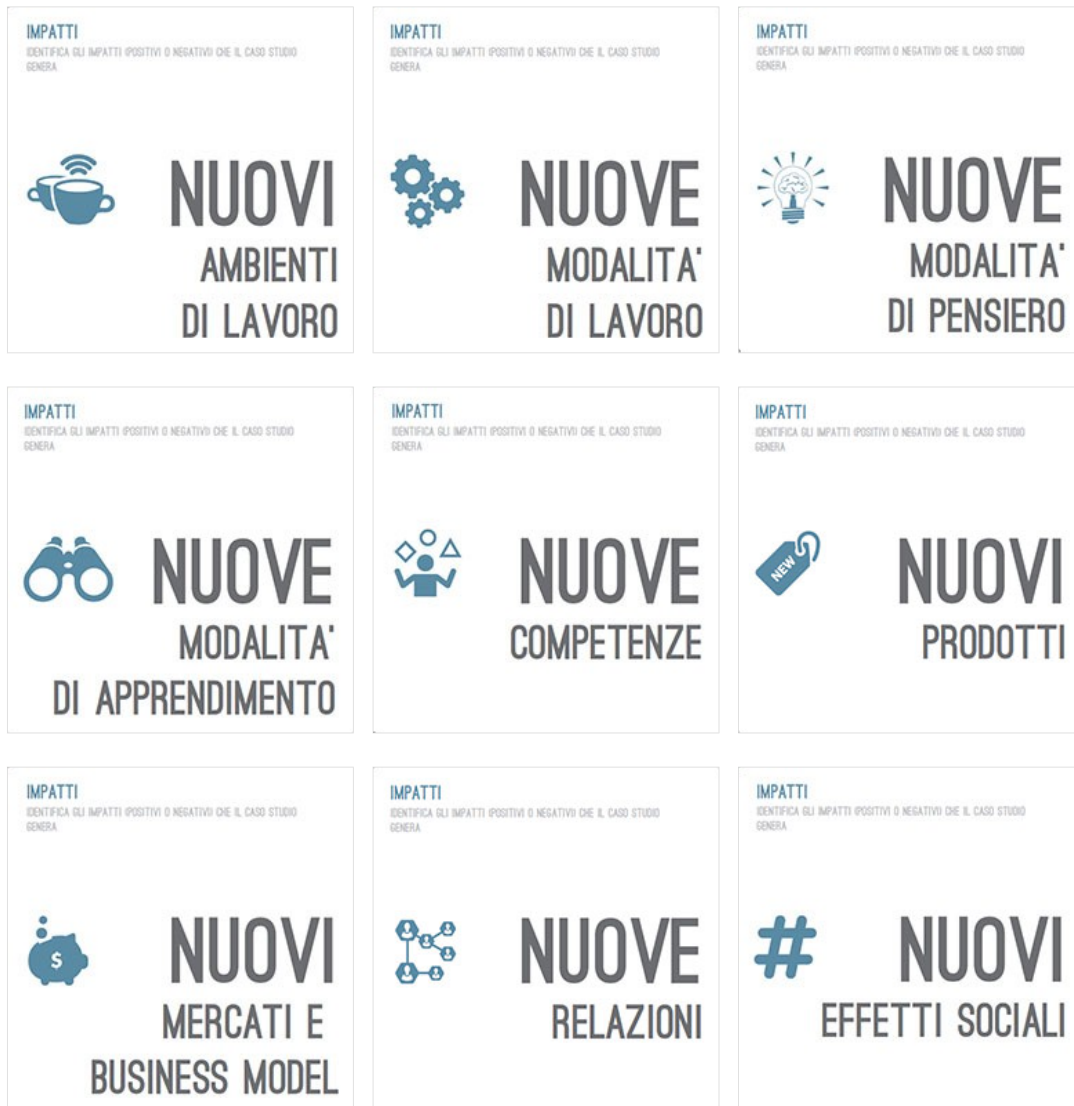 IMPATTI
IDENTIFICA GLI IMPATTI (POSITIVI O NEGATIVI) CHE IL CASO STUDIO
GENERA
NUOVI
AMBIENTI
DI LAVORO
IMPATTI
IDENTIFICA GLI IMPATTI (POSITIVI O NEGATIVI) CHE IL CASO STUDIO
GENERA
NUOVE
MODALITA'
DI LAVORO
IMPATTI
IDENTIFICA GLI IMPATTI (POSITIVI O NEGATIVI) CHE IL CASO STUDIO
GENERA
NUOVE
MODALITA'
DI PENSIERO
IMPATTI
IDENTIFICA GLI IMPATTI (POSITIVI O NEGATIVI) CHE IL CASO STUDIO
GENERA
NUOVE
MODALITA'
DI APPRENDIMENTO
IMPATTI
IDENTIFICA GLI IMPATTI (POSITIVI O NEGATIVI) CHE IL CASO STUDIO
GENERA
NUOVE
COMPETENZE
IMPATTI
IDENTIFICA GLI IMPATTI (POSITIVI O NEGATIVI) CHE IL CASO STUDIO
GENERA
NEW
NUOVI
PRODOTTI
IMPATTI
IDENTIFICA GLI IMPATTI (POSITIVI O NEGATIVI) CHE IL CASO STUDIO
GENERA
$
NUOVI
MERCATI E
BUSINESS MODEL
IMPATTI
IDENTIFICA GLI IMPATTI (POSITIVI O NEGATIVI) CHE IL CASO STUDIO
GENERA
NUOVE
RELAZIONI
IMPATTI
IDENTIFICA GLI IMPATTI (POSITIVI O NEGATIVI) CHE IL CASO STUDIO
GENERA
#
NUOVI
EFFETTI SOCIALI